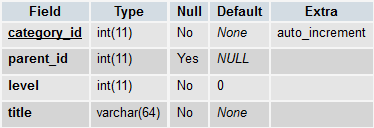 Field Type Null Default Extra
category_id int(11) No None auto_increment
parent_id int(11) Yes NULL
level int(11) No 0
title varchar(64) No None